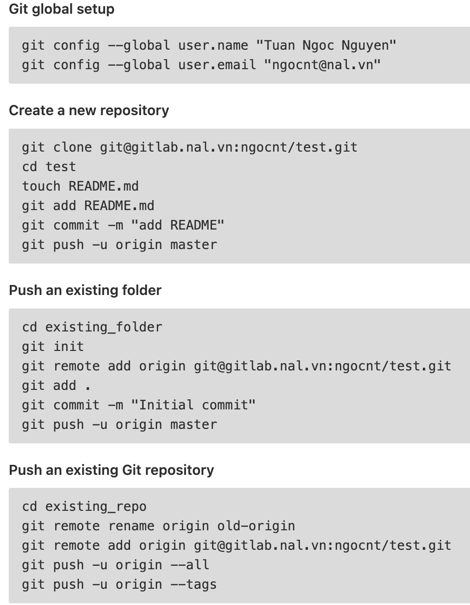 Git global setup
git config --global user.name "Tuan Ngoc Nguyen"
git config --global user.email "ngocnt@nal.vn"
Create a new repository
git clone git@gitlab.nal.vn:ngocnt/test.git
cd test
touch README.md
git add README.md
git commit -m "add README"
git push -u origin master
Push an existing folder
cd existing_folder
git init
git remote add origin git@gitlab.nal.vn:ngocnt/test.git
git add .
git commit -m "Initial commit"
git push -u origin master
Push an existing Git repository
cd existing_repo
git remote rename origin old-origin
git remote add origin git@gitlab.nal.vn:ngocnt/test.git
git push -u origin --all
git push -u origin --tags